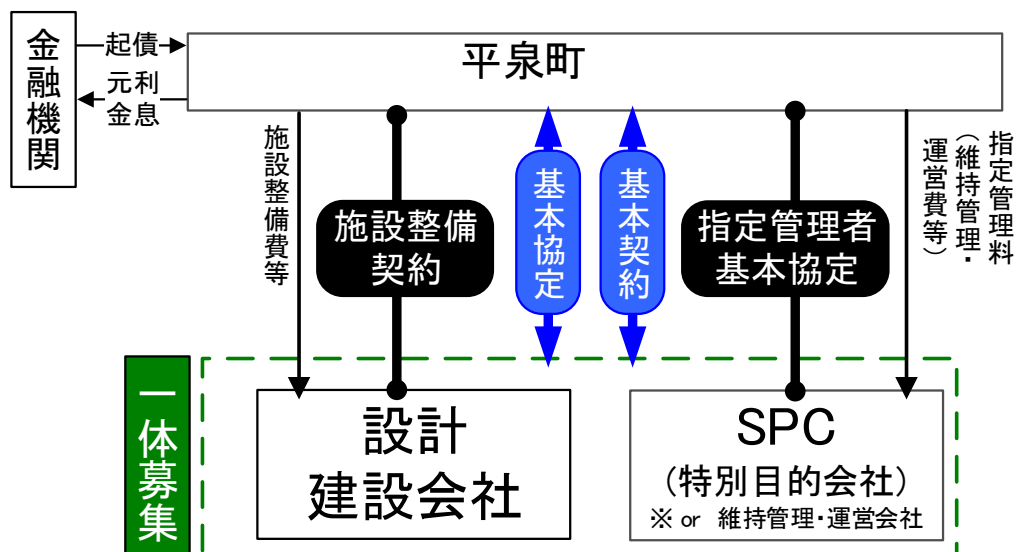 金融機関
起債
元利
金息
平泉町
施設整備費等
施設整備
契約
基本協定
基本契約
指定管理者
基本協定
指定管理料
(維持管理・
運営費等)
一体募集
設計
建設会社
SPC
(特別目的会社)
※ or 維持管理・運営会社